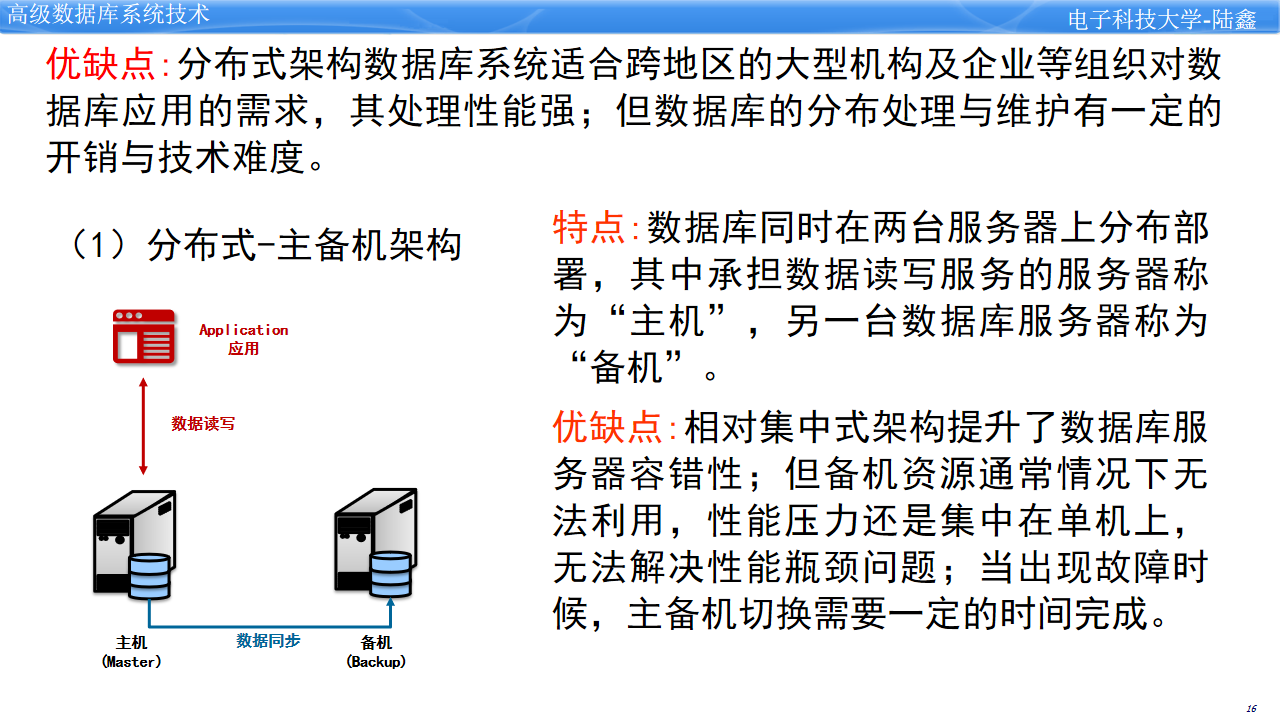 高级数据库系统技术
电子科技大学-陆鑫
优缺点:分布式架构数据库系统适合跨地区的大型机构及企业等组织对数
据库应用的需求，其处理性能强；但数据库的分布处理与维护有一定的
开销与技术难度。
（1）分布式-主备机架构
Application
应用
数据读写
主机
(Master)
数据同步
备机
(Backup)
特点:数据库同时在两台服务器上分布部
署，其中承担数据读写服务的服务器称
为“主机”，另一台数据库服务器称为
“备机”。
优缺点:相对集中式架构提升了数据库服
务器容错性；但备机资源通常情况下无
法利用，性能压力还是集中在单机上，
无法解决性能瓶颈问题；当出现故障时
候，主备机切换需要一定的时间完成。
16